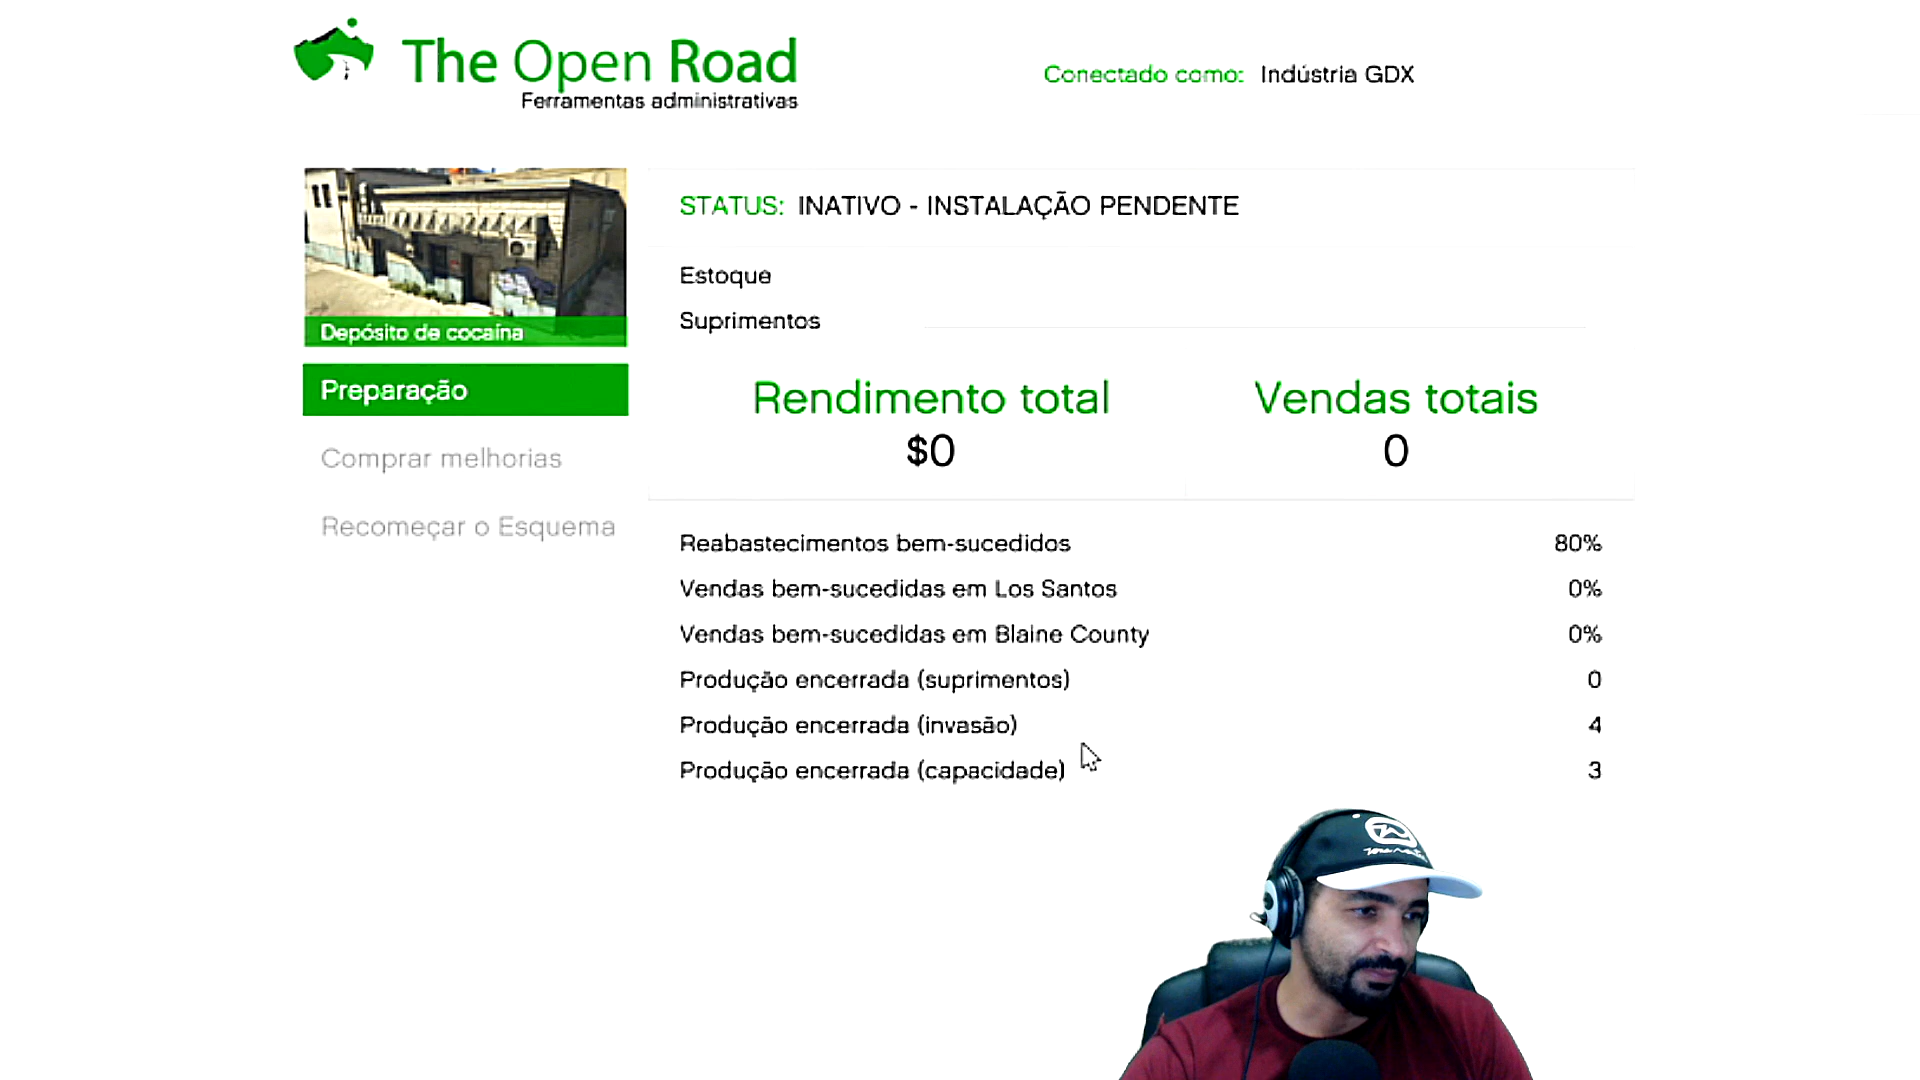 The Open Road
Ferramentas administrativas
Conectado como: Indústria GDX
Depósito de cocaína
Preparação
Comprar melhorias
Recomeçar o Esquema
STATUS: INATIVO - INSTALAÇÃO PENDENTE
Estoque
Suprimentos
Rendimento total
$0
Vendas totais
0
Reabastecimentos bem-sucedidos 80%
Vendas bem-sucedidas em Los Santos 0%
Vendas bem-sucedidas em Blaine County 0%
Produção encerrada (suprimentos) 0
Produção encerrada (invasão) 4
Produção encerrada (capacidade) 3